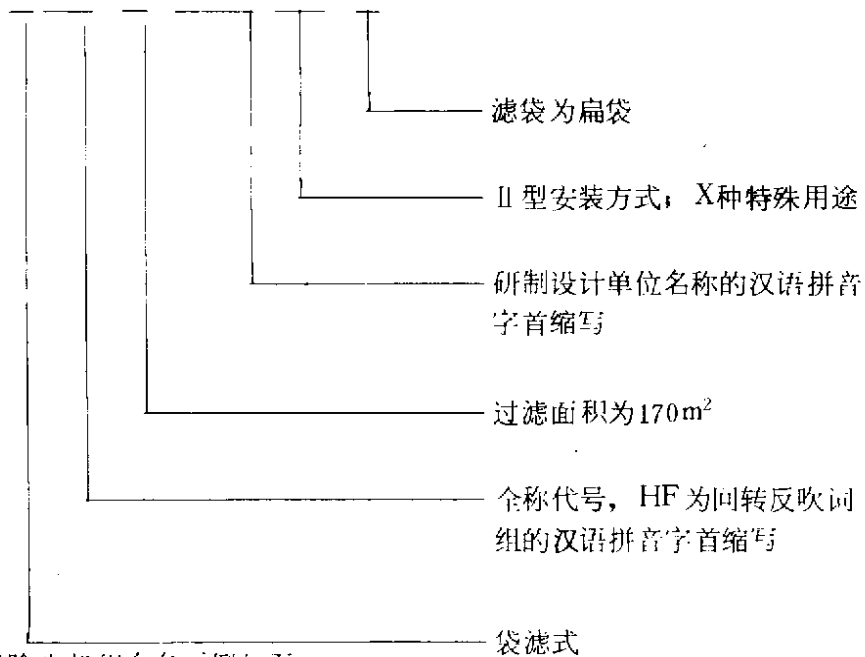 滤袋为扁袋
Ⅱ型安装方式；X种特殊用途
研制设计单位名称的汉语拼音
字首缩写
过滤面积为170m²
全称代号，HF为回转反吹词
组的汉语拼音字首缩写
袋滤式